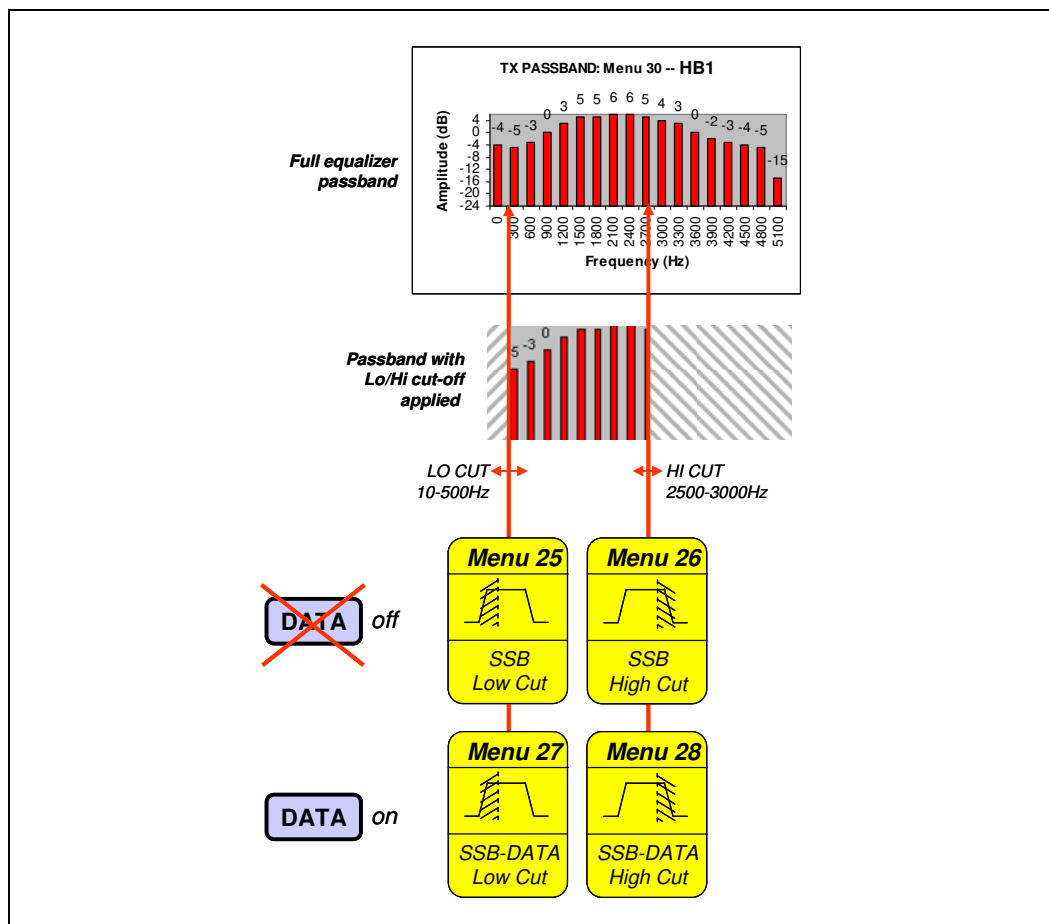 TX PASSBAND: Menu 30 -- HB1
Amplitude (dB)
4
0
-4
-8
-12
-16
-20
-24
-4
-5
-3
0
3
5
5
6
6
5
4
3
0
-2
-3
-4
-5
-15
0
300
600
900
1200
1500
1800
2100
2400
2700
3000
3300
3600
3900
4200
4500
4800
5100
Frequency (Hz)
Full equalizer
passband
5
-3
0
Passband with
Lo/Hi cut-off
applied
LO CUT
10-500Hz
HI CUT
2500-3000Hz
Menu 25
Menu 26
DATA off
SSB
Low Cut
SSB
High Cut
Menu 27
Menu 28
DATA on
SSB-DATA
Low Cut
SSB-DATA
High Cut